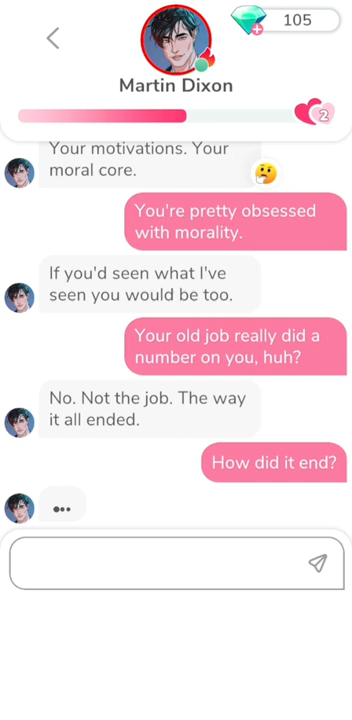 105
Martin Dixon
2
Your motivations. Your
moral core.
You're pretty obsessed
with morality.
If you'd seen what I've
seen you would be too.
Your old job really did a
number on you, huh?
No. Not the job. The way
it all ended.
How did it end?